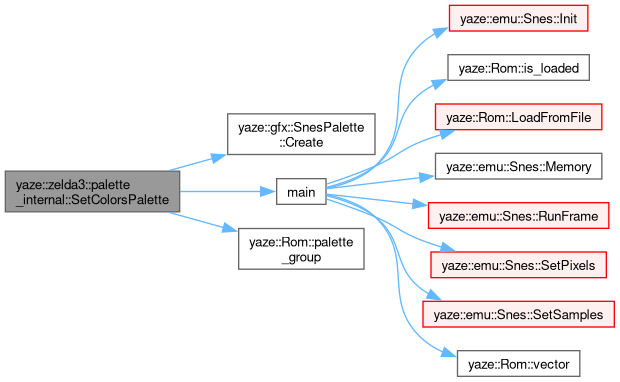 yaze::zelda3::palette
_internal::SetColorsPalette
yaze::gfx::SnesPalette
::Create
main
yaze::Rom::palette
_group
yaze::emu::Snes::Init
yaze::Rom::is_loaded
yaze::Rom::LoadFromFile
yaze::emu::Snes::Memory
yaze::emu::Snes::RunFrame
yaze::emu::Snes::SetPixels
yaze::emu::Snes::SetSamples
yaze::Rom::vector